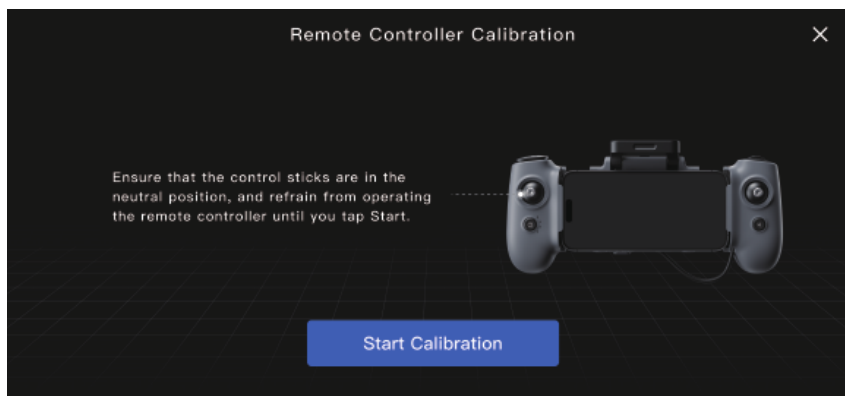 Remote Controller Calibration
Ensure that the control sticks are in the
neutral position, and refrain from operating
the remote controller until you tap Start.
Start Calibration